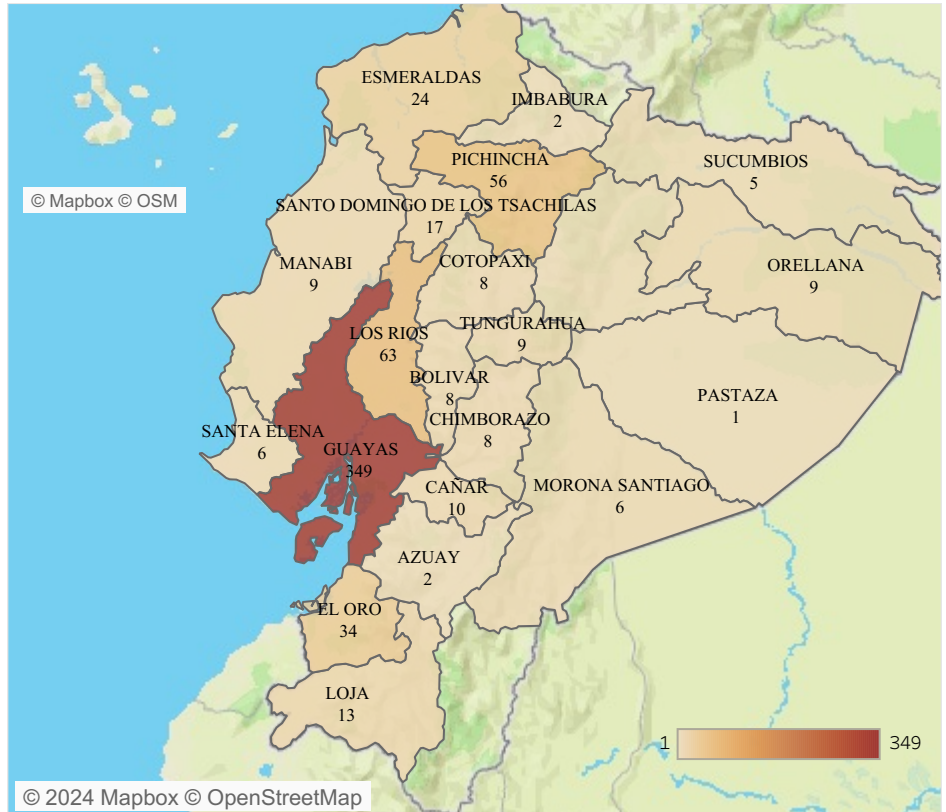 ESMERALDAS
24
IMBABURA
2
PICHINCHA
56
SUCUMBIOS
5
© Mapbox © OSM
SANTO DOMINGO DE LOS TSACHILAS
17
MANABI
9
COTOPAXI
8
ORELLANA
9
LOS RIOS
63
TUNGURAHUA
9
BOLIVAR
8
PASTAZA
1
CHIMBORAZO
8
SANTA ELENA
6
GUAYAS
349
CAÑAR
10
MORONA SANTIAGO
6
AZUAY
2
EL ORO
34
LOJA
13
1 349
© 2024 Mapbox © OpenStreetMap